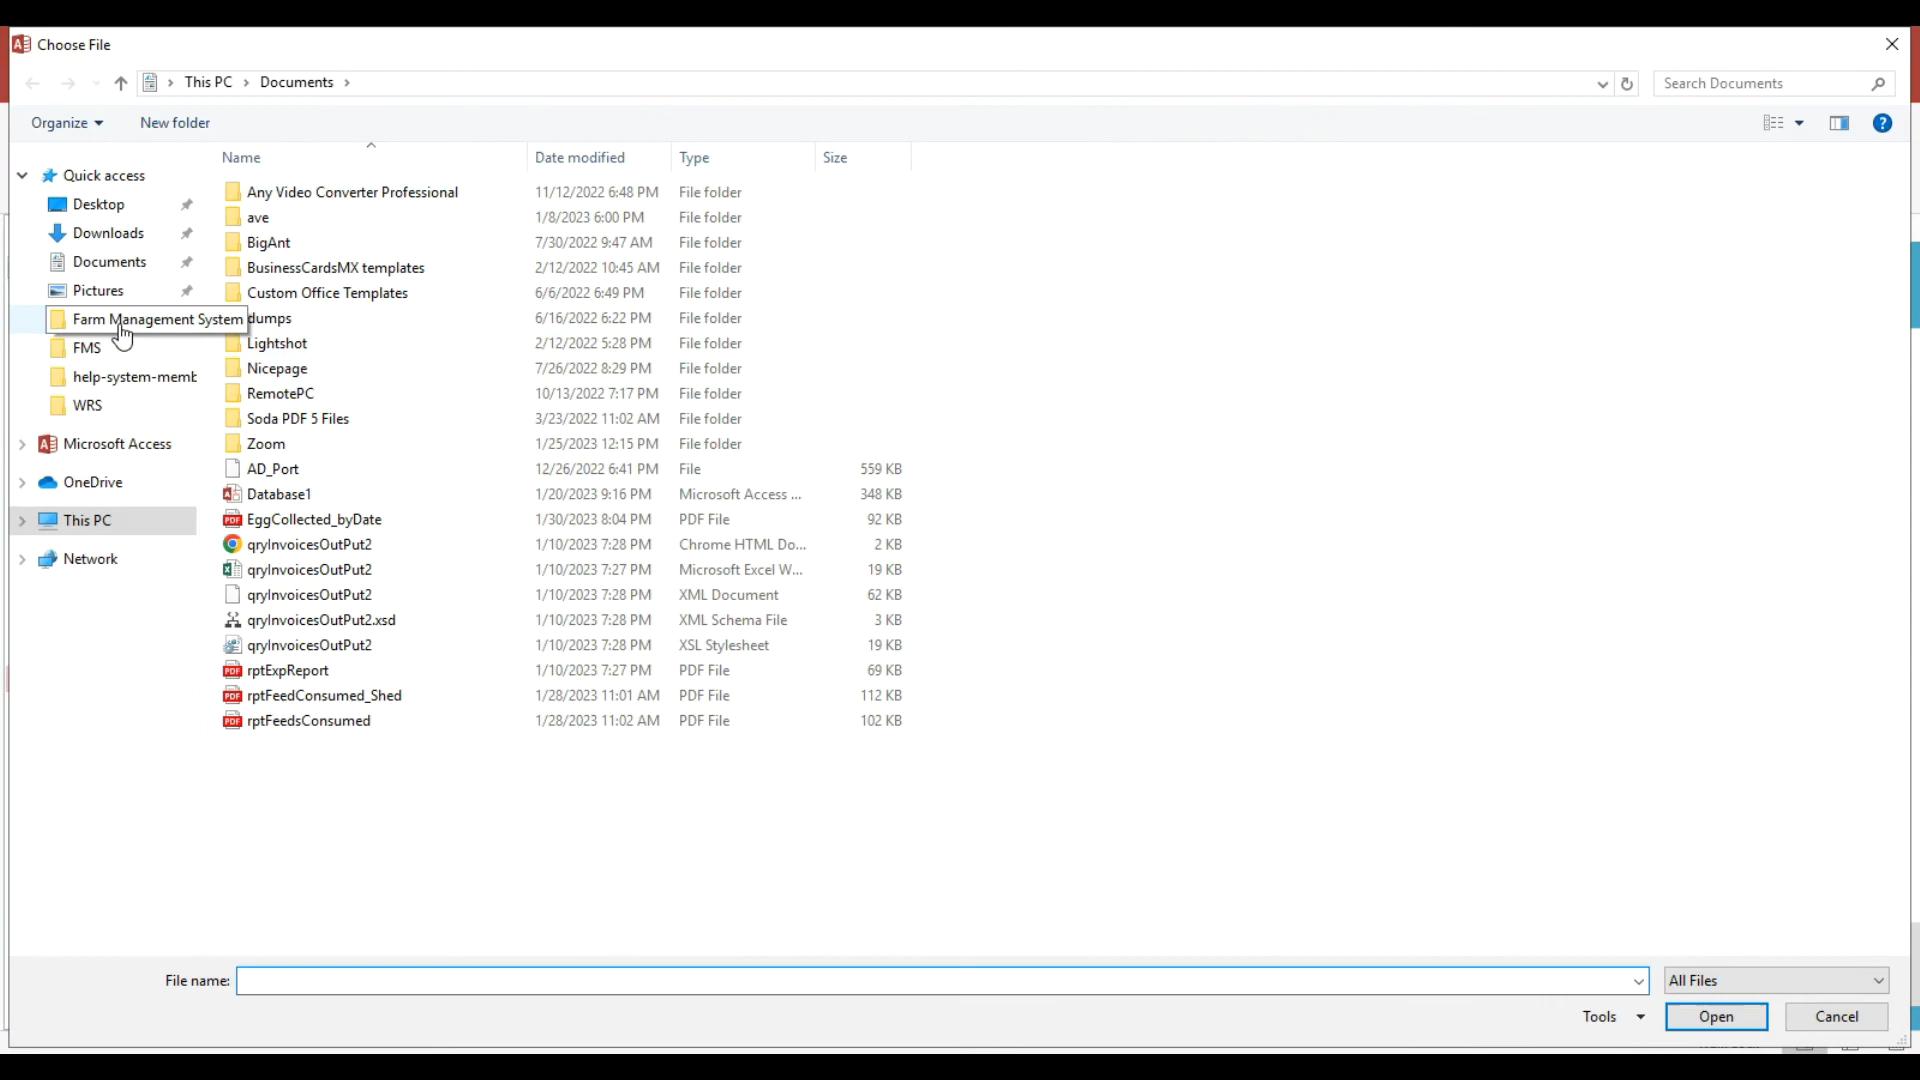 Choose File
This PC > Documents >
Search Documents
Organize New folder
Name Date modified Type Size
Quick access
Desktop
Downloads
Documents
Pictures
Farm Management System
FMS
help-system-memb
WRS
Microsoft Access
OneDrive
This PC
Network
Any Video Converter Professional 11/12/2022 6:48 PM File folder
ave 1/8/2023 6:00 PM File folder
BigAnt 7/30/2022 9:47 AM File folder
BusinessCardsMX templates 2/12/2022 10:45 AM File folder
Custom Office Templates 6/6/2022 6:49 PM File folder
dumps 6/16/2022 6:22 PM File folder
Lightshot 2/12/2022 5:28 PM File folder
Nicepage 7/26/2022 8:29 PM File folder
RemotePC 10/13/2022 7:17 PM File folder
Soda PDF 5 Files 3/23/2022 11:02 AM File folder
Zoom 1/25/2023 12:15 PM File folder
AD_Port 12/26/2022 6:41 PM File 559 KB
Database1 1/20/2023 9:16 PM Microsoft Access ... 348 KB
EggCollected_byDate 1/30/2023 8:04 PM PDF File 92 KB
qryInvoicesOutPut2 1/10/2023 7:28 PM Chrome HTML Do... 2 KB
qryInvoicesOutPut2 1/10/2023 7:27 PM Microsoft Excel W... 19 KB
qryInvoicesOutPut2 1/10/2023 7:28 PM XML Document 62 KB
qryInvoicesOutPut2.xsd 1/10/2023 7:28 PM XML Schema File 3 KB
qryInvoicesOutPut2 1/10/2023 7:28 PM XSL Stylesheet 19 KB
rptExpReport 1/10/2023 7:27 PM PDF File 69 KB
rptFeedConsumed_Shed 1/28/2023 11:01 AM PDF File 112 KB
rptFeedsConsumed 1/28/2023 11:02 AM PDF File 102 KB
File name: All Files
Tools Open Cancel